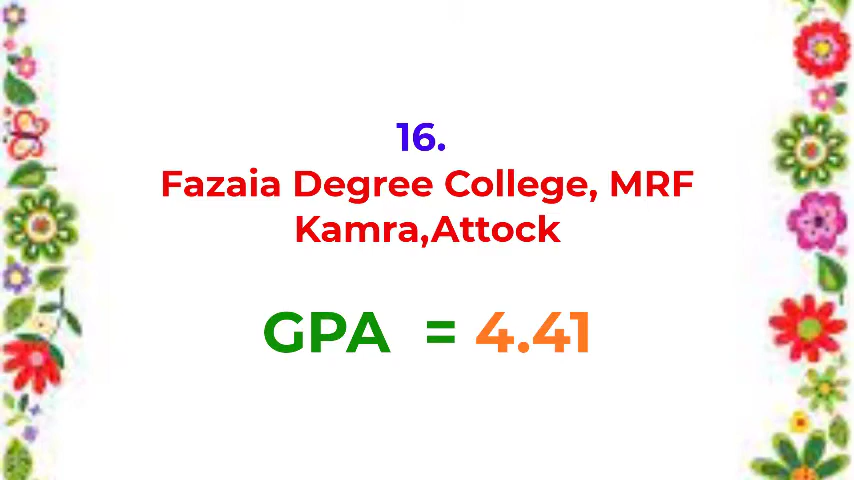 16.
Fazaia Degree College, MRF
Kamra,Attock
GPA = 4.41